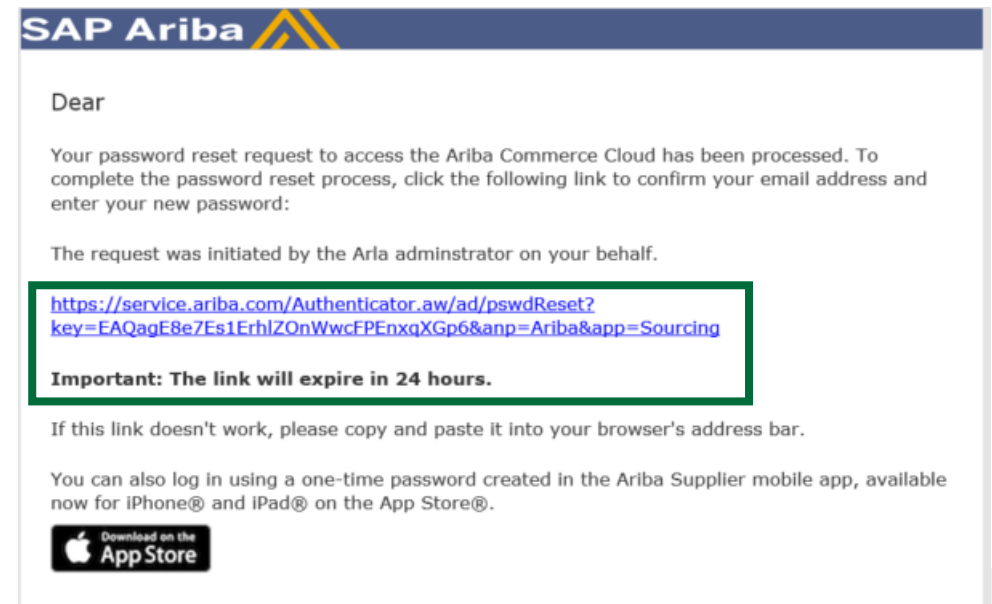 SAP Ariba
Dear
Your password reset request to access the Ariba Commerce Cloud has been processed. To
complete the password reset process, click the following link to confirm your email address and
enter your new password:
The request was initiated by the Arla adminstrator on your behalf.
https://service.ariba.com/Authenticator.aw/ad/pswdReset?
key=EAQagE8e7Es1ErhlZOnWwcFPEnxqXGp6&anp=Ariba&app=Sourcing
Important: The link will expire in 24 hours.
If this link doesn't work, please copy and paste it into your browser's address bar.
You can also log in using a one-time password created in the Ariba Supplier mobile app, available
now for iPhone® and iPad® on the App Store®.
Download on the
App Store